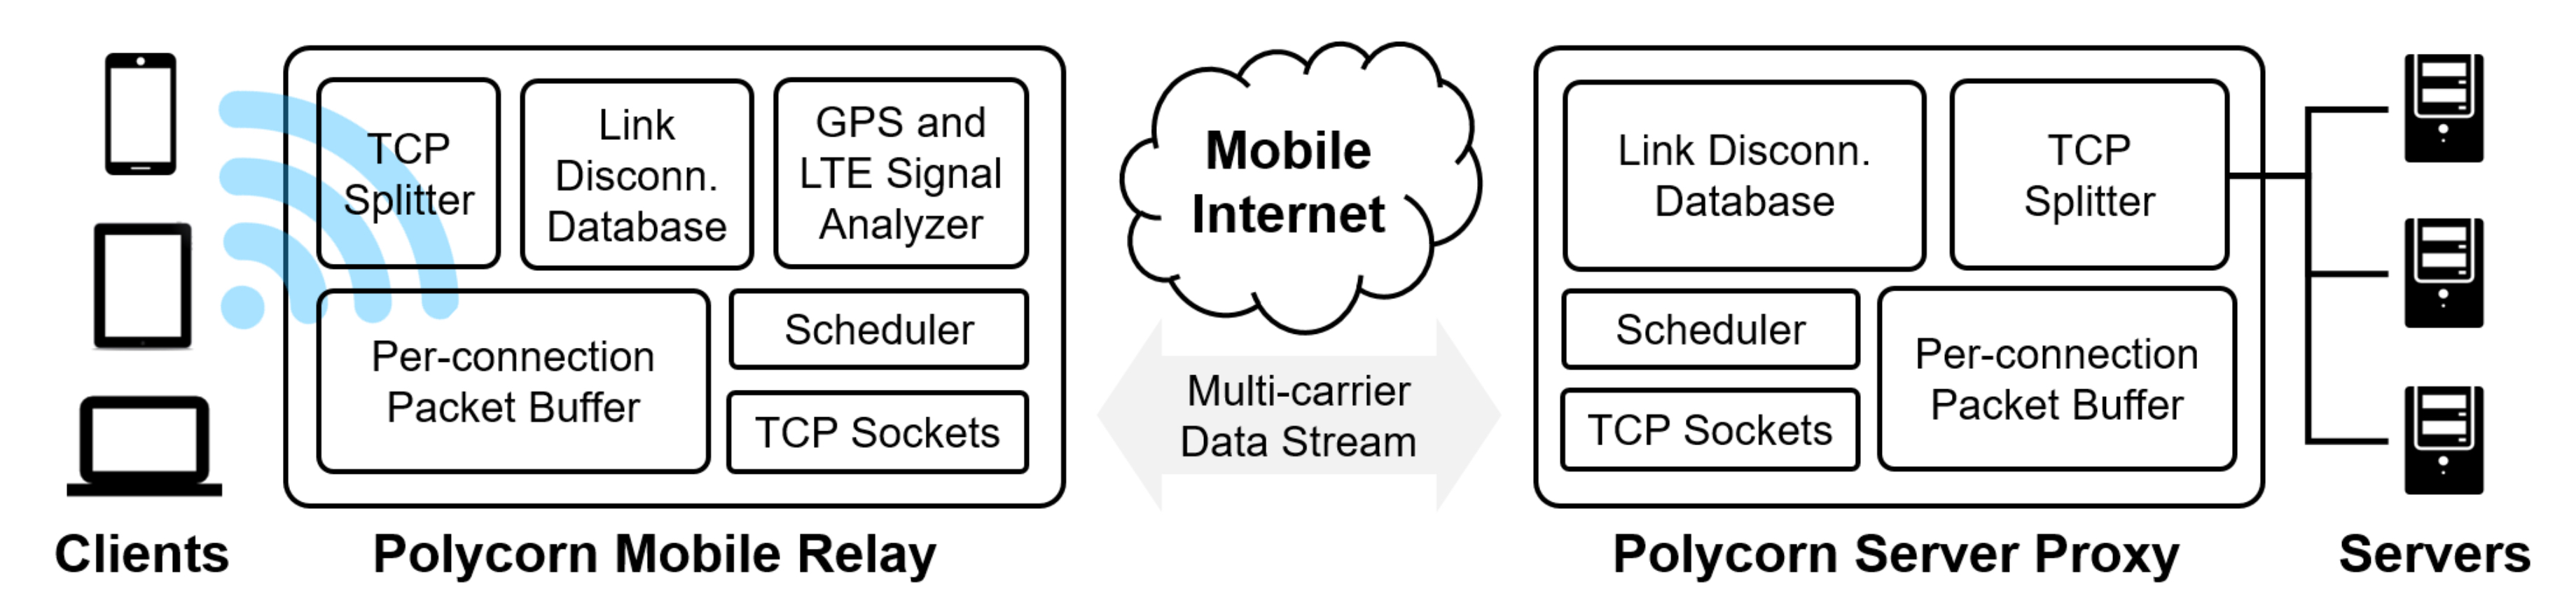 TCP
Splitter
Link
Disconn.
Database
GPS and
LTE Signal
Analyzer
Per-connection
Packet Buffer
Scheduler
TCP Sockets
Mobile
Internet
Multi-carrier
Data Stream
Link Disconn.
Database
TCP
Splitter
Scheduler
TCP Sockets
Per-connection
Packet Buffer
Clients
Polycorn Mobile Relay
Polycorn Server Proxy
Servers